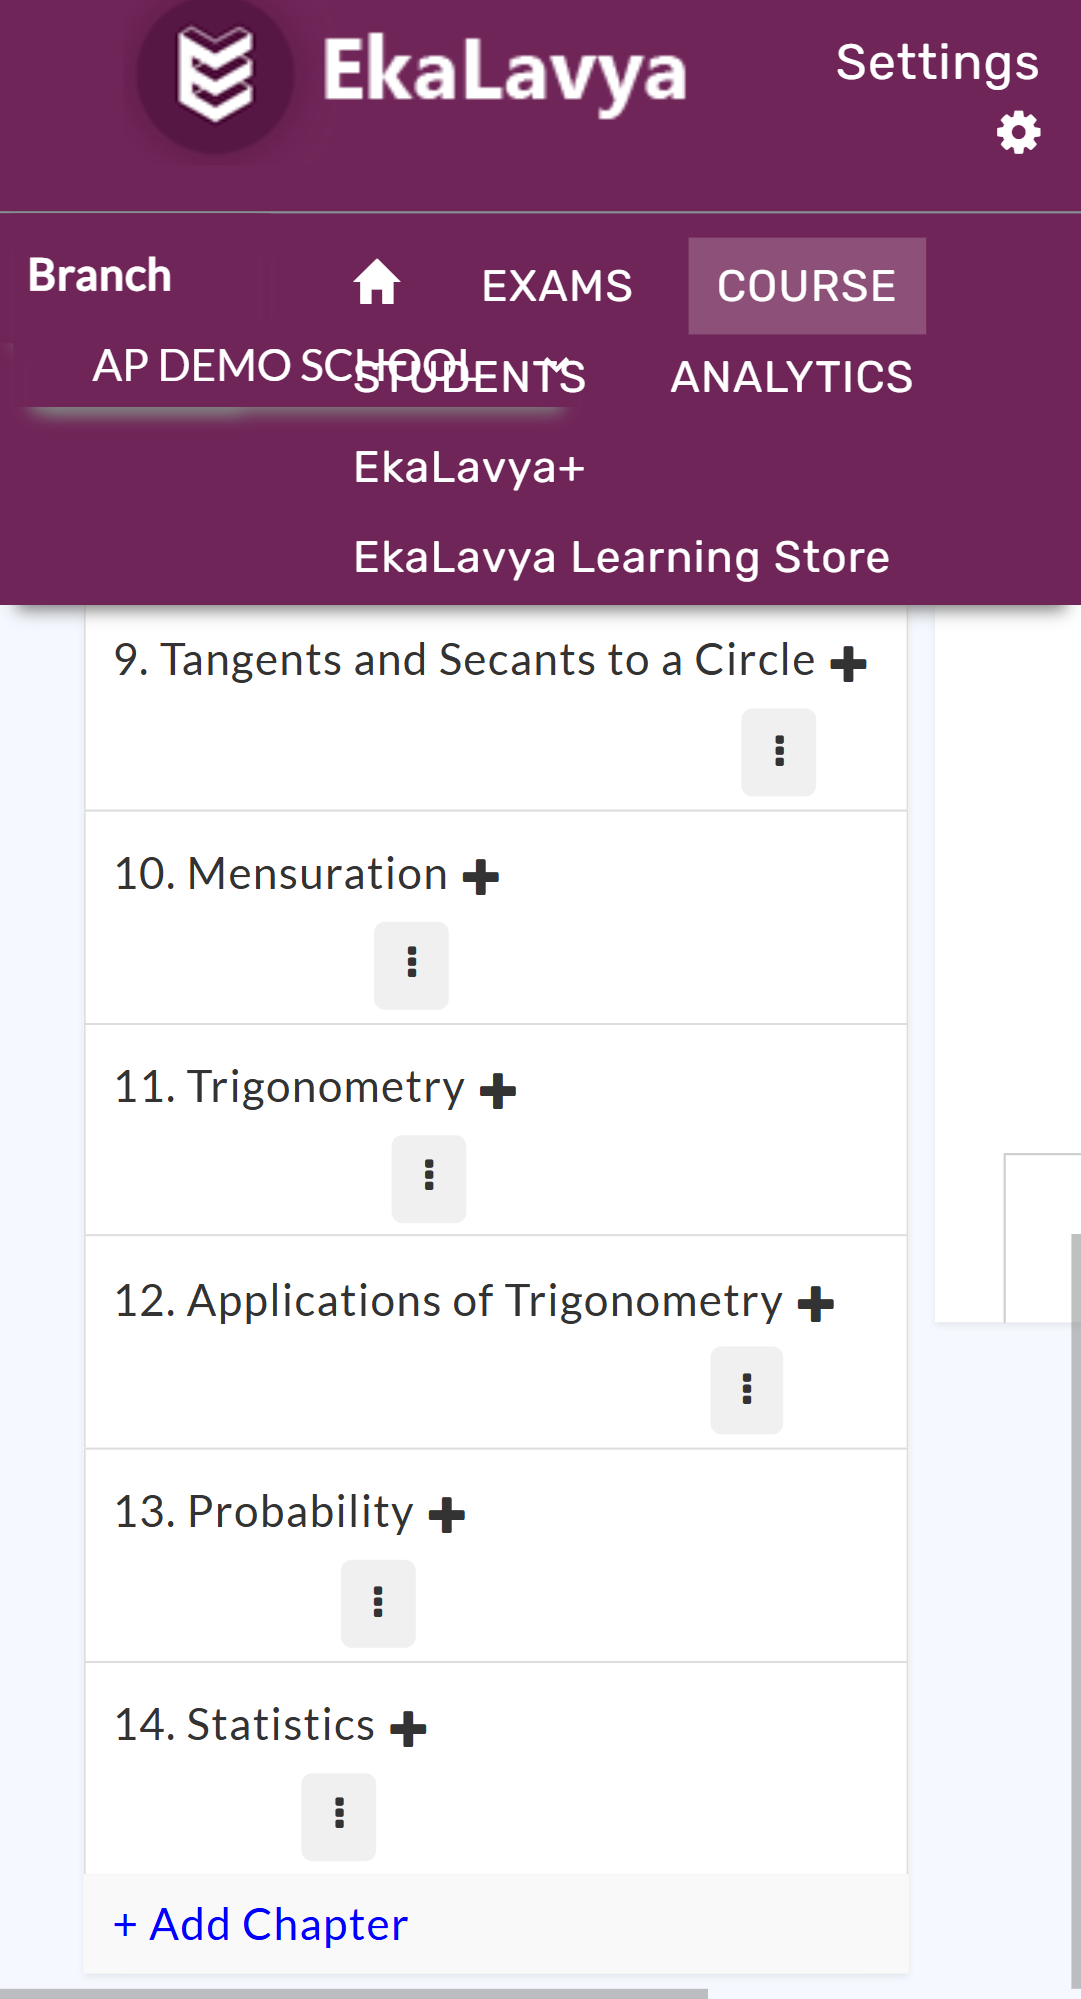 EkaLavya
Settings
Branch
EXAMS
COURSE
AP DEMO SCHOOL
STUDENTS
ANALYTICS
EkaLavya+
EkaLavya Learning Store
9. Tangents and Secants to a Circle
10. Mensuration
11. Trigonometry
12. Applications of Trigonometry
13. Probability
14. Statistics
+ Add Chapter